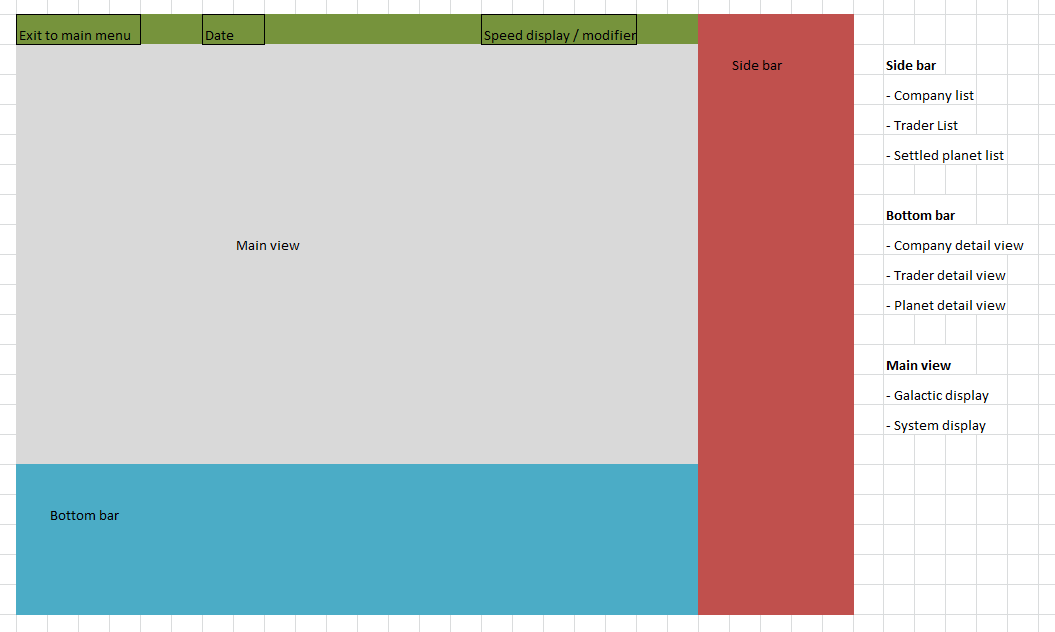 Exit to main menu
Date
Speed display / modifier
Side bar
Main view
Bottom bar
Side bar
- Company list
- Trader List
- Settled planet list
Bottom bar
- Company detail view
- Trader detail view
- Planet detail view
Main view
- Galactic display
- System display